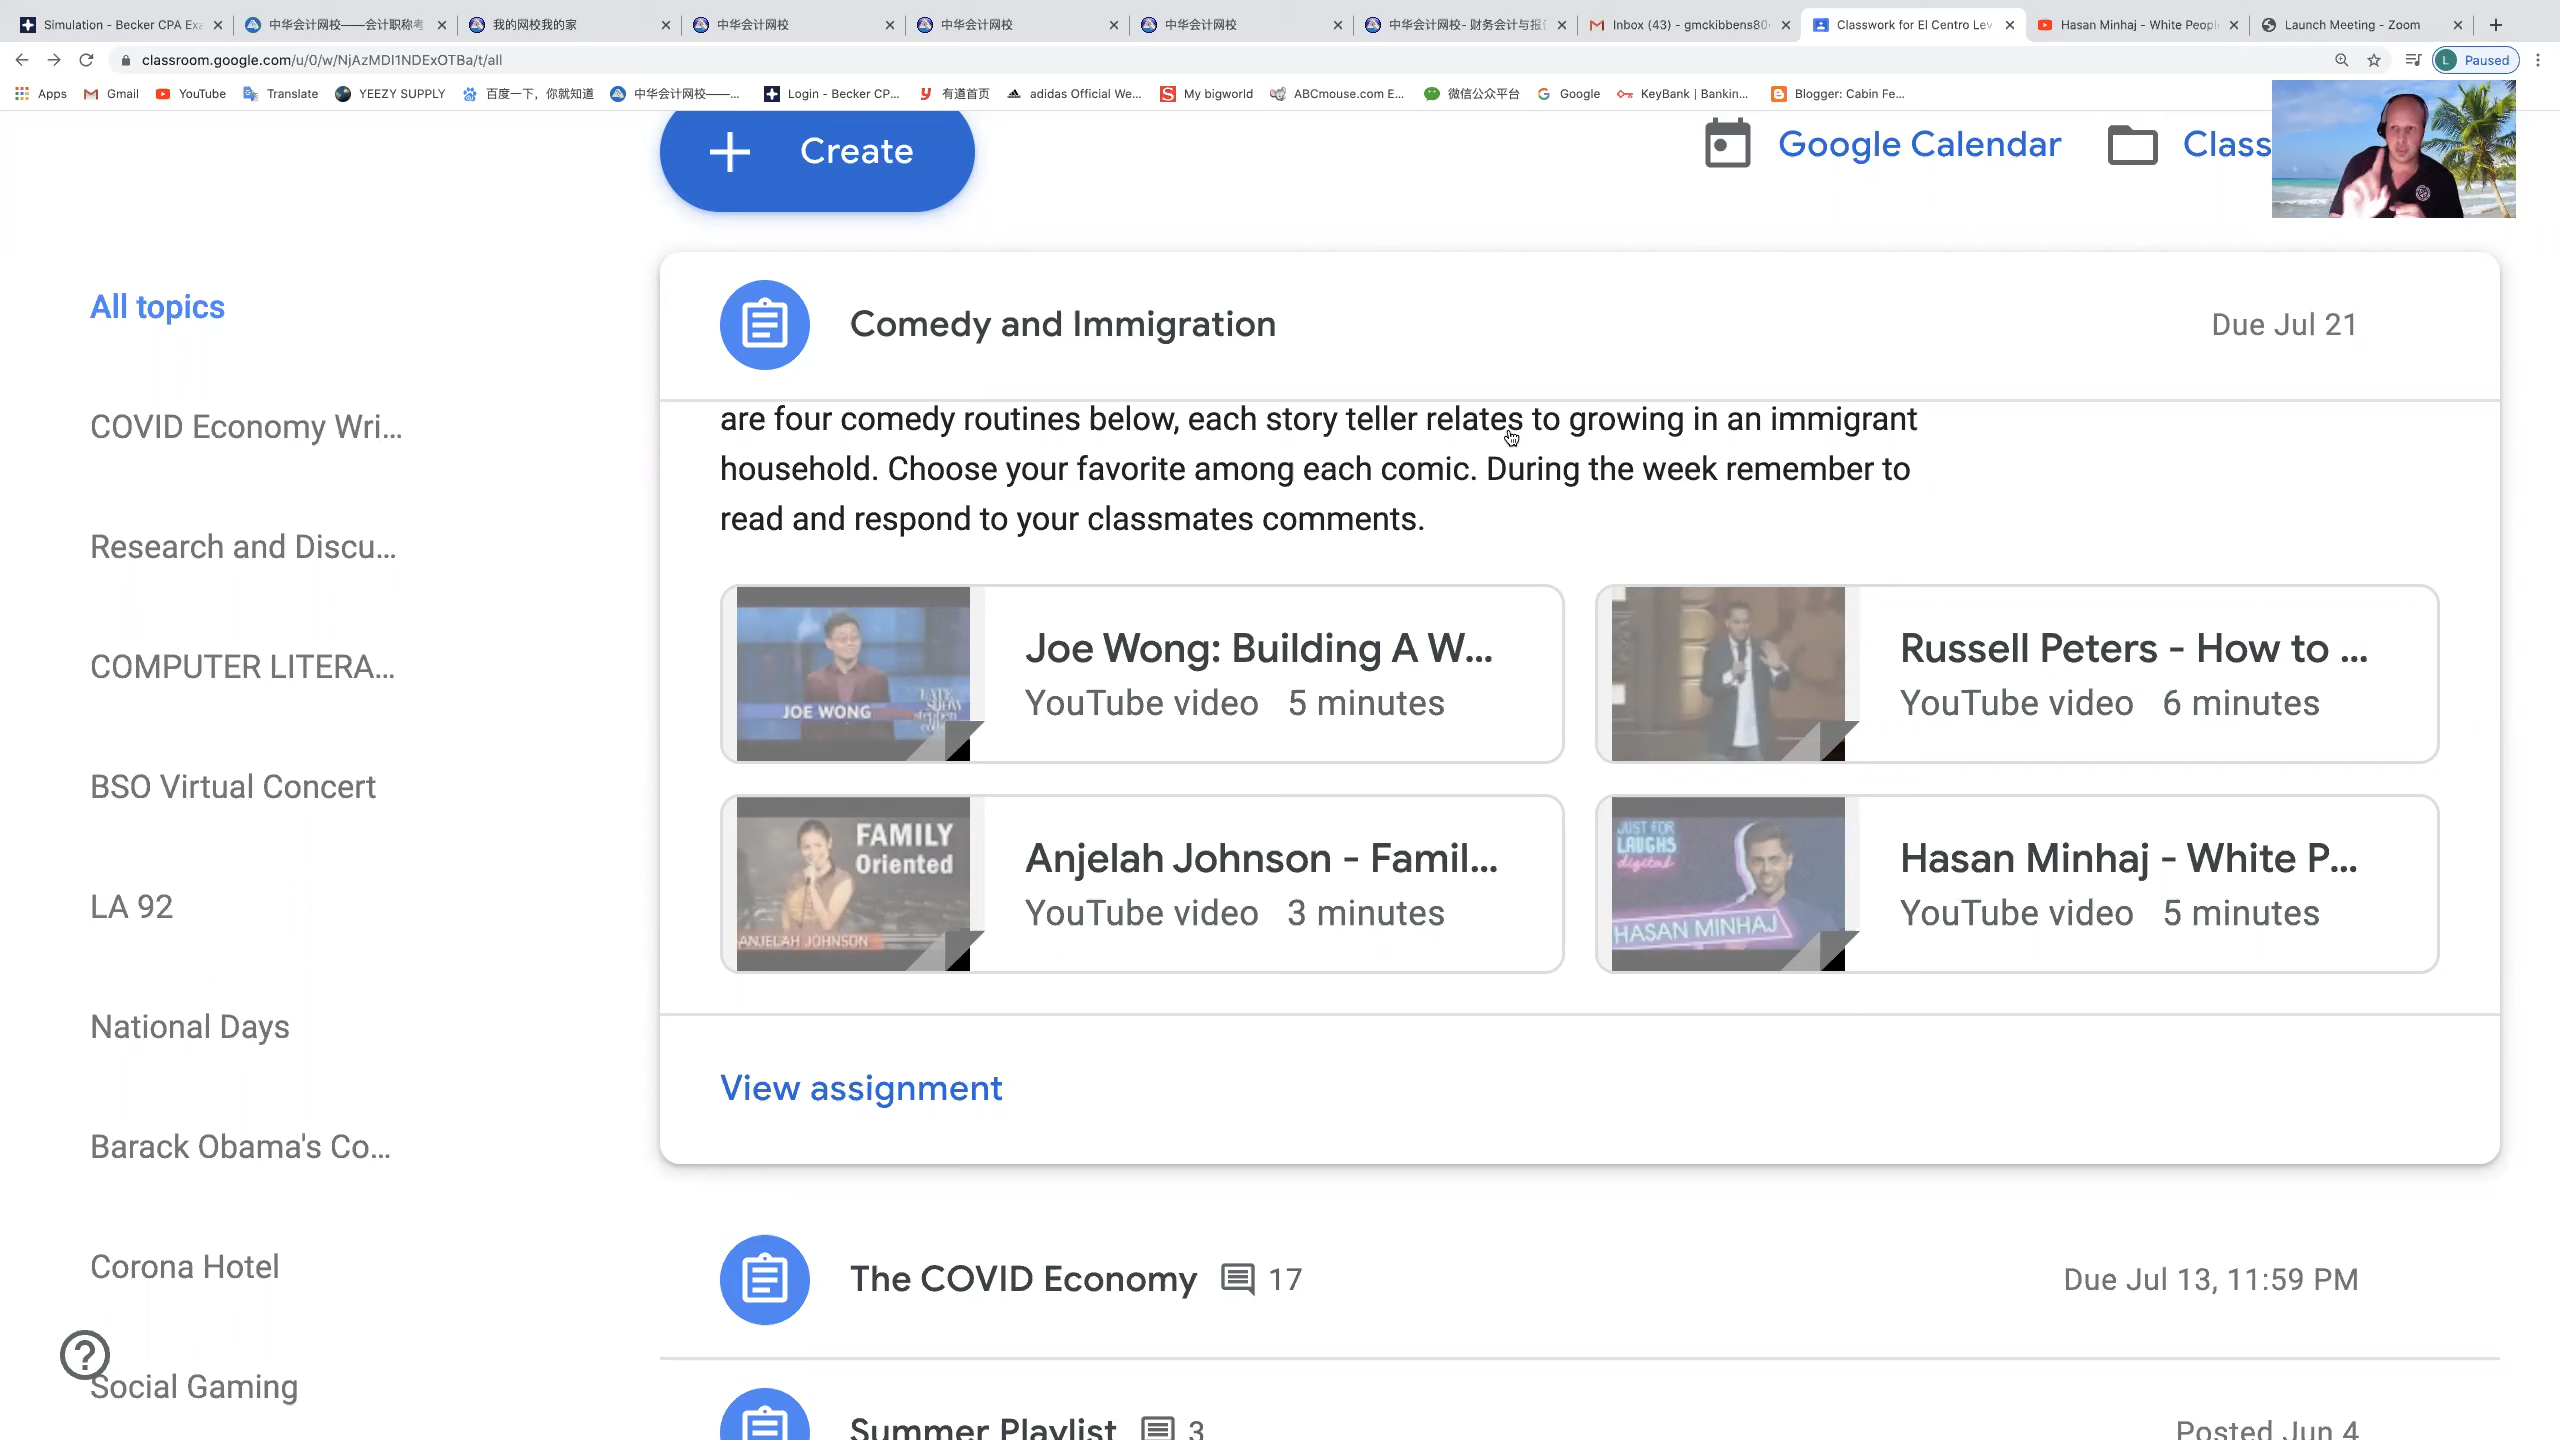 Simulation - Becker CPA Exa
中华会计网校——会计职称考
我的网校我的家
中华会计网校
中华会计网校
中华会计网校
中华会计网校- 财务会计与报
Inbox (43) - gmckibbens80
Classwork for El Centro Lev
Hasan Minhaj - White Peopl
Launch Meeting - Zoom
classroom.google.com/u/0/w/NjAzMDI1NDExOTBa/t/all
L Paused
Apps
Gmail
YouTube
Translate
YEEZY SUPPLY
百度一下，你就知道
中华会计网校——...
Login - Becker CP...
有道首页
adidas Official We...
My bigworld
ABCmouse.com E...
微信公众平台
Google
KeyBank | Bankin...
Blogger: Cabin Fe...
Create
Google Calendar
Class
All topics
COVID Economy Wri...
Research and Discu...
COMPUTER LITERA...
BSO Virtual Concert
LA 92
National Days
Barack Obama's Co...
Corona Hotel
Social Gaming
Comedy and Immigration
Due Jul 21
are four comedy routines below, each story teller relates to growing in an immigrant
household. Choose your favorite among each comic. During the week remember to
read and respond to your classmates comments.
JOE WONG
LATE
SHOW
Joe Wong: Building A W...
YouTube video 5 minutes
Russell Peters - How to ...
YouTube video 6 minutes
FAMILY
Oriented
ANJELAH JOHNSON
Anjelah Johnson - Famil...
YouTube video 3 minutes
JUST FOR
LAUGHS
digital
HASAN MINHAJ
Hasan Minhaj - White P...
YouTube video 5 minutes
View assignment
The COVID Economy 17
Due Jul 13, 11:59 PM
Summer Playlist 3
Posted Jun 4